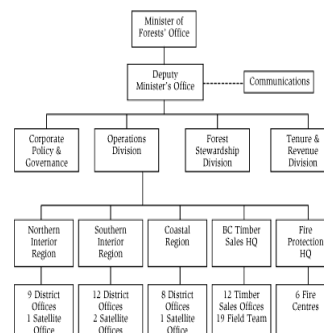 Minister of
Forests' Office
Deputy
Minister's Office
Communications
Corporate
Policy &
Governance
Operations
Division
Forest
Stewardship
Division
Tenure &
Revenue
Division
Northern
Interior
Region
Southern
Interior
Region
Coastal
Region
BC Timber
Sales HQ
Fire
Protection
HQ
9 District
Offices
1 Satellite
Office
12 District
Offices
2 Satellite
Offices
8 District
Offices
1 Satellite
Office
12 Timber
Sales Offices
19 Field Team
6 Fire
Centres